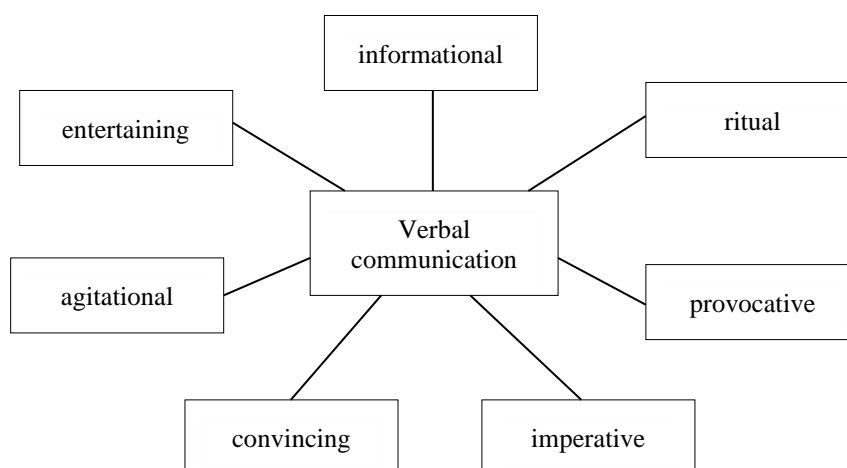 informational
entertaining
ritual
Verbal
communication
agitational
provocative
convincing
imperative